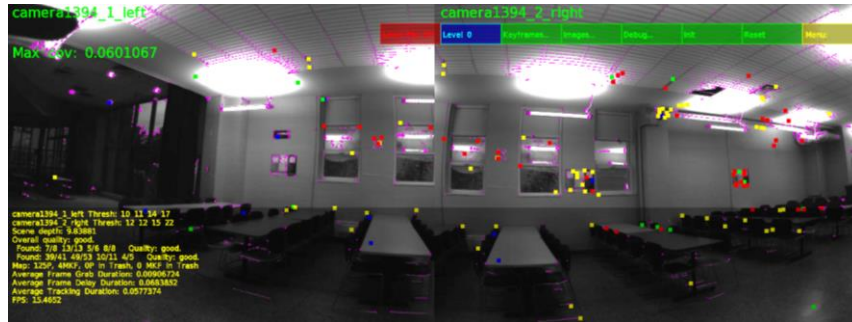 camera1394_1_left
Max cov: 0.0601067
camera1394_2_right
Level 0
Keyframes...
Images...
Debug...
Init
Reset
Menu
camera1394_1_left Thresh: 10 11 14 17
camera1394_2_right Thresh: 12 12 15 22
Scene depth: 9.83881
Overall quality: good.
Found: 7/8 13/13 5/6 8/8 Quality: good.
Found: 39/41 49/53 10/11 4/5 Quality: good.
Map: 125P, 4MKF, 0P in Trash, 0 MKF in Trash
Average Frame Grab Duration: 0.00906724
Average Frame Delay Duration: 0.0683852
Average Tracking Duration: 0.0577374
FPS: 15.4652